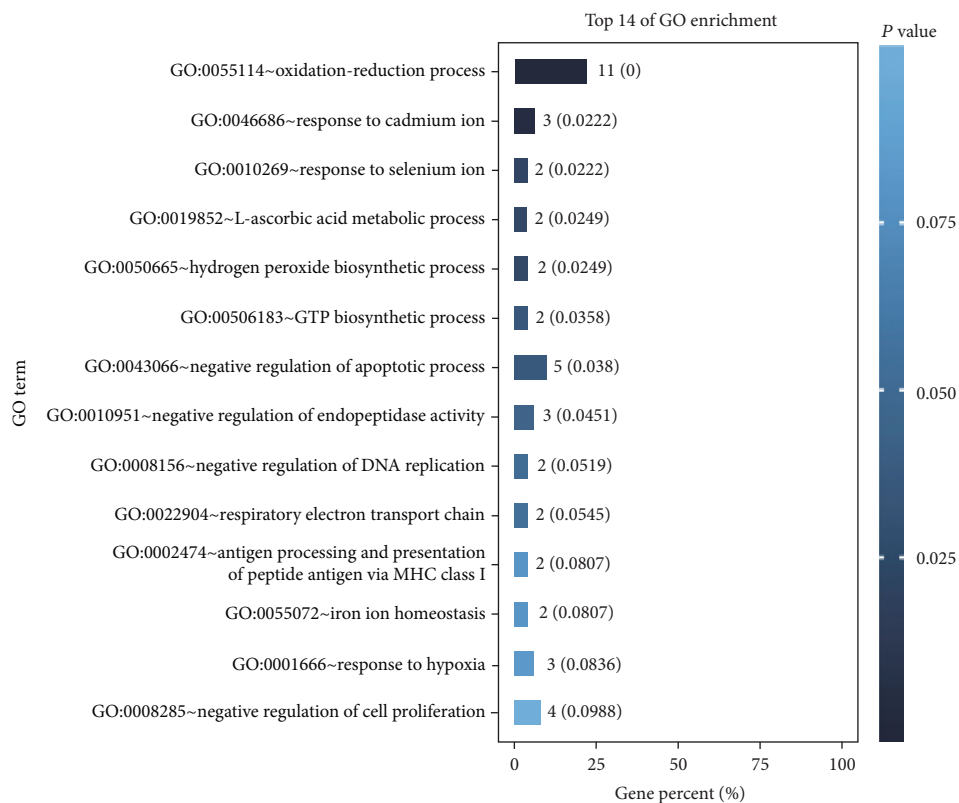 Top 14 of GO enrichment
P value
GO term
GO:0055114~oxidation-reduction process 11 (0)
GO:0046686~response to cadmium ion 3 (0.0222)
GO:0010269~response to selenium ion 2 (0.0222)
GO:0019852~L-ascorbic acid metabolic process 2 (0.0249)
GO:0050665~hydrogen peroxide biosynthetic process 2 (0.0249)
GO:00506183~GTP biosynthetic process 2 (0.0358)
GO:0043066~negative regulation of apoptotic process 5 (0.038)
GO:0010951~negative regulation of endopeptidase activity 3 (0.0451)
GO:0008156~negative regulation of DNA replication 2 (0.0519)
GO:0022904~respiratory electron transport chain 2 (0.0545)
GO:0002474~antigen processing and presentation
of peptide antigen via MHC class I 2 (0.0807)
GO:0055072~iron ion homeostasis 2 (0.0807)
GO:0001666~response to hypoxia 3 (0.0836)
GO:0008285~negative regulation of cell proliferation 4 (0.0988)
0 25 50 75 100
Gene percent (%)
0.075
0.050
0.025